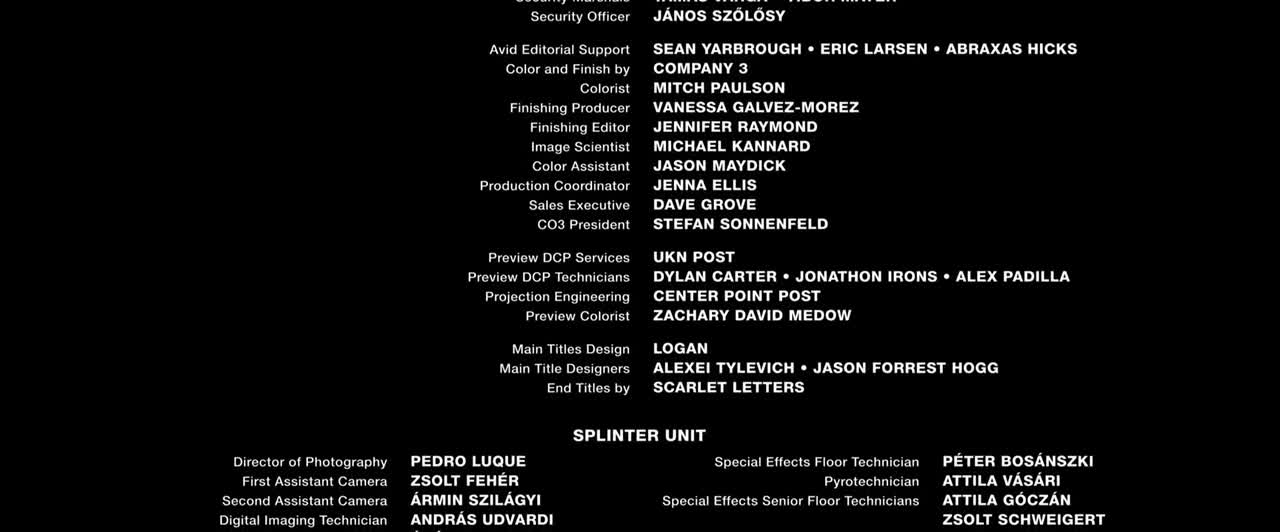 Security Officer JÁNOS SZŐLŐSY
Avid Editorial Support SEAN YARBROUGH • ERIC LARSEN • ABRAXAS HICKS
Color and Finish by COMPANY 3
Colorist MITCH PAULSON
Finishing Producer VANESSA GALVEZ-MOREZ
Finishing Editor JENNIFER RAYMOND
Image Scientist MICHAEL KANNARD
Color Assistant JASON MAYDICK
Production Coordinator JENNA ELLIS
Sales Executive DAVE GROVE
CO3 President STEFAN SONNENFELD
Preview DCP Services UKN POST
Preview DCP Technicians DYLAN CARTER • JONATHON IRONS • ALEX PADILLA
Projection Engineering CENTER POINT POST
Preview Colorist ZACHARY DAVID MEDOW
Main Titles Design LOGAN
Main Title Designers ALEXEI TYLEVICH • JASON FORREST HOGG
End Titles by SCARLET LETTERS
SPLINTER UNIT
Director of Photography PEDRO LUQUE
First Assistant Camera ZSOLT FEHÉR
Second Assistant Camera ÁRMIN SZILÁGYI
Digital Imaging Technician ANDRÁS UDVARDI
Special Effects Floor Technician PÉTER BOSÁNSZKI
Pyrotechnician ATTILA VÁSÁRI
Special Effects Senior Floor Technicians ATTILA GÓCZÁN
ZSOLT SCHWEIGERT